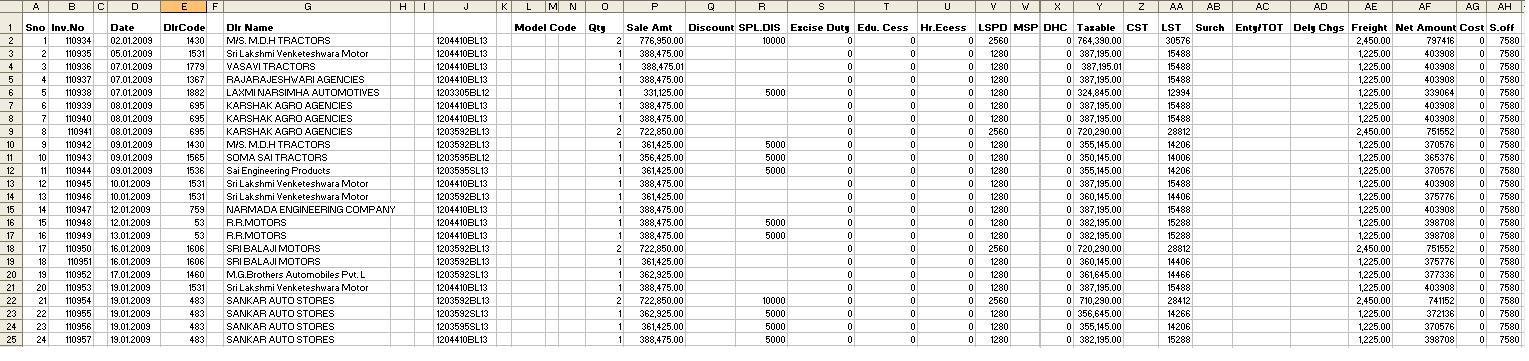 A B C D E F G H I J K L M N O P Q R S T U V W X Y Z AA AB AC AD AE AF AG AH
1 Sno Inv.No Date DlrCode Dlr Name Model Code Qty Sale Amt Discount SPL.DIS Excise Duty Edu. Cess Hr.Ecess LSPD MSP DHC Taxable CST LST Surch Enty/TOT Dely Chgs Freight Net Amount Cost S.off
2 1 110934 02.01.2009 1430 M/S. M.D.H TRACTORS 1204410BL13 2 776,950.00 10000 0 0 0 2560 0 764,390.00 30576 2,450.00 797416 0 7580
3 2 110935 05.01.2009 1531 Sri Lakshmi Venketeshwara Motor 1204410BL13 1 388,475.00 0 0 0 1280 0 387,195.00 15488 1,225.00 403908 0 7580
4 3 110936 07.01.2009 1779 VASAVI TRACTORS 1204410BL13 1 388,475.01 0 0 0 1280 0 387,195.01 15488 1,225.00 403908 0 7580
5 4 110937 07.01.2009 1367 RAJARAJESHWARI AGENCIES 1204410BL13 1 388,475.00 0 0 0 1280 0 387,195.00 15488 1,225.00 403908 0 7580
6 5 110938 07.01.2009 1882 LAXMI NARSIMHA AUTOMOTIVES 1203305BL12 1 331,125.00 5000 0 0 0 1280 0 324,845.00 12994 1,225.00 339064 0 7580
7 6 110939 08.01.2009 695 KARSHAK AGRO AGENCIES 1204410BL13 1 388,475.00 0 0 0 1280 0 387,195.00 15488 1,225.00 403908 0 7580
8 7 110940 08.01.2009 695 KARSHAK AGRO AGENCIES 1204410BL13 1 388,475.00 0 0 0 1280 0 387,195.00 15488 1,225.00 403908 0 7580
9 8 110941 08.01.2009 695 KARSHAK AGRO AGENCIES 1203592BL13 2 722,850.00 0 0 0 2560 0 720,290.00 28812 2,450.00 751552 0 7580
10 9 110942 09.01.2009 1430 M/S. M.D.H TRACTORS 1203592BL13 1 361,425.00 5000 0 0 0 1280 0 355,145.00 14206 1,225.00 370576 0 7580
11 10 110943 09.01.2009 1565 SOMA SAI TRACTORS 1203595BL12 1 356,425.00 5000 0 0 0 1280 0 350,145.00 14006 1,225.00 365376 0 7580
12 11 110944 09.01.2009 1536 Sai Engineering Products 1203595SL13 1 361,425.00 5000 0 0 0 1280 0 355,145.00 14206 1,225.00 370576 0 7580
13 12 110945 10.01.2009 1531 Sri Lakshmi Venketeshwara Motor 1204410BL13 1 388,475.00 0 0 0 1280 0 387,195.00 15488 1,225.00 403908 0 7580
14 13 110946 10.01.2009 1531 Sri Lakshmi Venketeshwara Motor 1203592BL13 1 361,425.00 0 0 0 1280 0 360,145.00 14406 1,225.00 375776 0 7580
15 14 110947 12.01.2009 759 NARMADA ENGINEERING COMPANY 1204410BL13 1 388,475.00 0 0 0 1280 0 387,195.00 15488 1,225.00 403908 0 7580
16 15 110948 12.01.2009 53 R.R.MOTORS 1204410BL13 1 388,475.00 5000 0 0 0 1280 0 382,195.00 15288 1,225.00 398708 0 7580
17 16 110949 13.01.2009 53 R.R.MOTORS 1204410BL13 1 388,475.00 5000 0 0 0 1280 0 382,195.00 15288 1,225.00 398708 0 7580
18 17 110950 16.01.2009 1606 SRI BALAJI MOTORS 1203592BL13 2 722,850.00 0 0 0 2560 0 720,290.00 28812 2,450.00 751552 0 7580
19 18 110951 16.01.2009 1606 SRI BALAJI MOTORS 1203592BL13 1 361,425.00 0 0 0 1280 0 360,145.00 14406 1,225.00 375776 0 7580
20 19 110952 17.01.2009 1460 M.G.Brothers Automobiles Pvt. L 1203592SL13 1 362,925.00 0 0 0 1280 0 361,645.00 14466 1,225.00 377336 0 7580
21 20 110953 19.01.2009 1531 Sri Lakshmi Venketeshwara Motor 1204410BL13 1 388,475.00 0 0 0 1280 0 387,195.00 15488 1,225.00 403908 0 7580
22 21 110954 19.01.2009 483 SANKAR AUTO STORES 1203592BL13 2 722,850.00 10000 0 0 0 2560 0 710,290.00 28412 2,450.00 741152 0 7580
23 22 110955 19.01.2009 483 SANKAR AUTO STORES 1203592SL13 1 362,925.00 5000 0 0 0 1280 0 356,645.00 14266 1,225.00 372136 0 7580
24 23 110956 19.01.2009 483 SANKAR AUTO STORES 1203595SL13 1 361,425.00 5000 0 0 0 1280 0 355,145.00 14206 1,225.00 370576 0 7580
25 24 110957 19.01.2009 483 SANKAR AUTO STORES 1204410BL13 1 388,475.00 5000 0 0 0 1280 0 382,195.00 15288 1,225.00 398708 0 7580